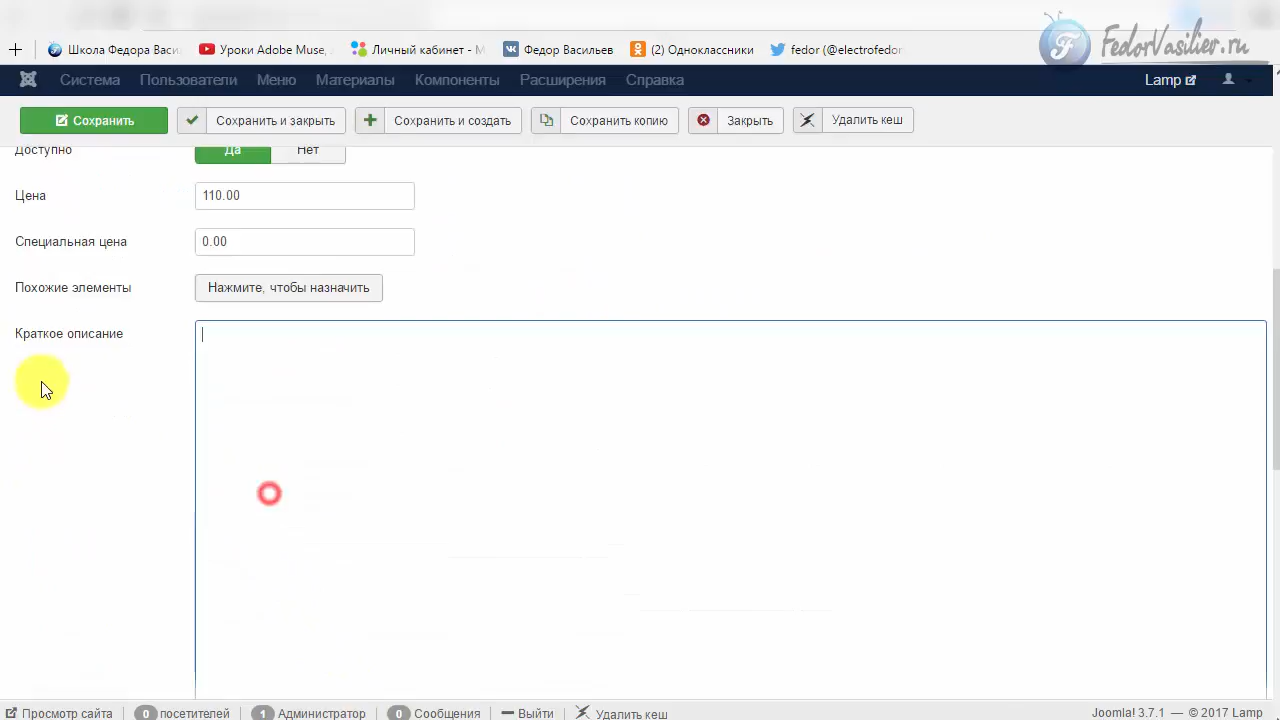 FedorVasiliev.ru
Школа Федора Васи
Уроки Adobe Muse,
Личный кабинет - М
Федор Васильев
(2) Одноклассники
fedor (@electrofedor
Система Пользователи Меню Материалы Компоненты Расширения Справка Lamp
Сохранить Сохранить и закрыть Сохранить и создать Сохранить копию Закрыть Удалить кеш
Доступно Да Нет
Цена 110.00
Специальная цена 0.00
Похожие элементы Нажмите, чтобы назначить
Краткое описание
Просмотр сайта 0 посетителей 1 Администратор 0 Сообщения Выйти Удалить кеш Joomla! 3.7.1 — © 2017 Lamp